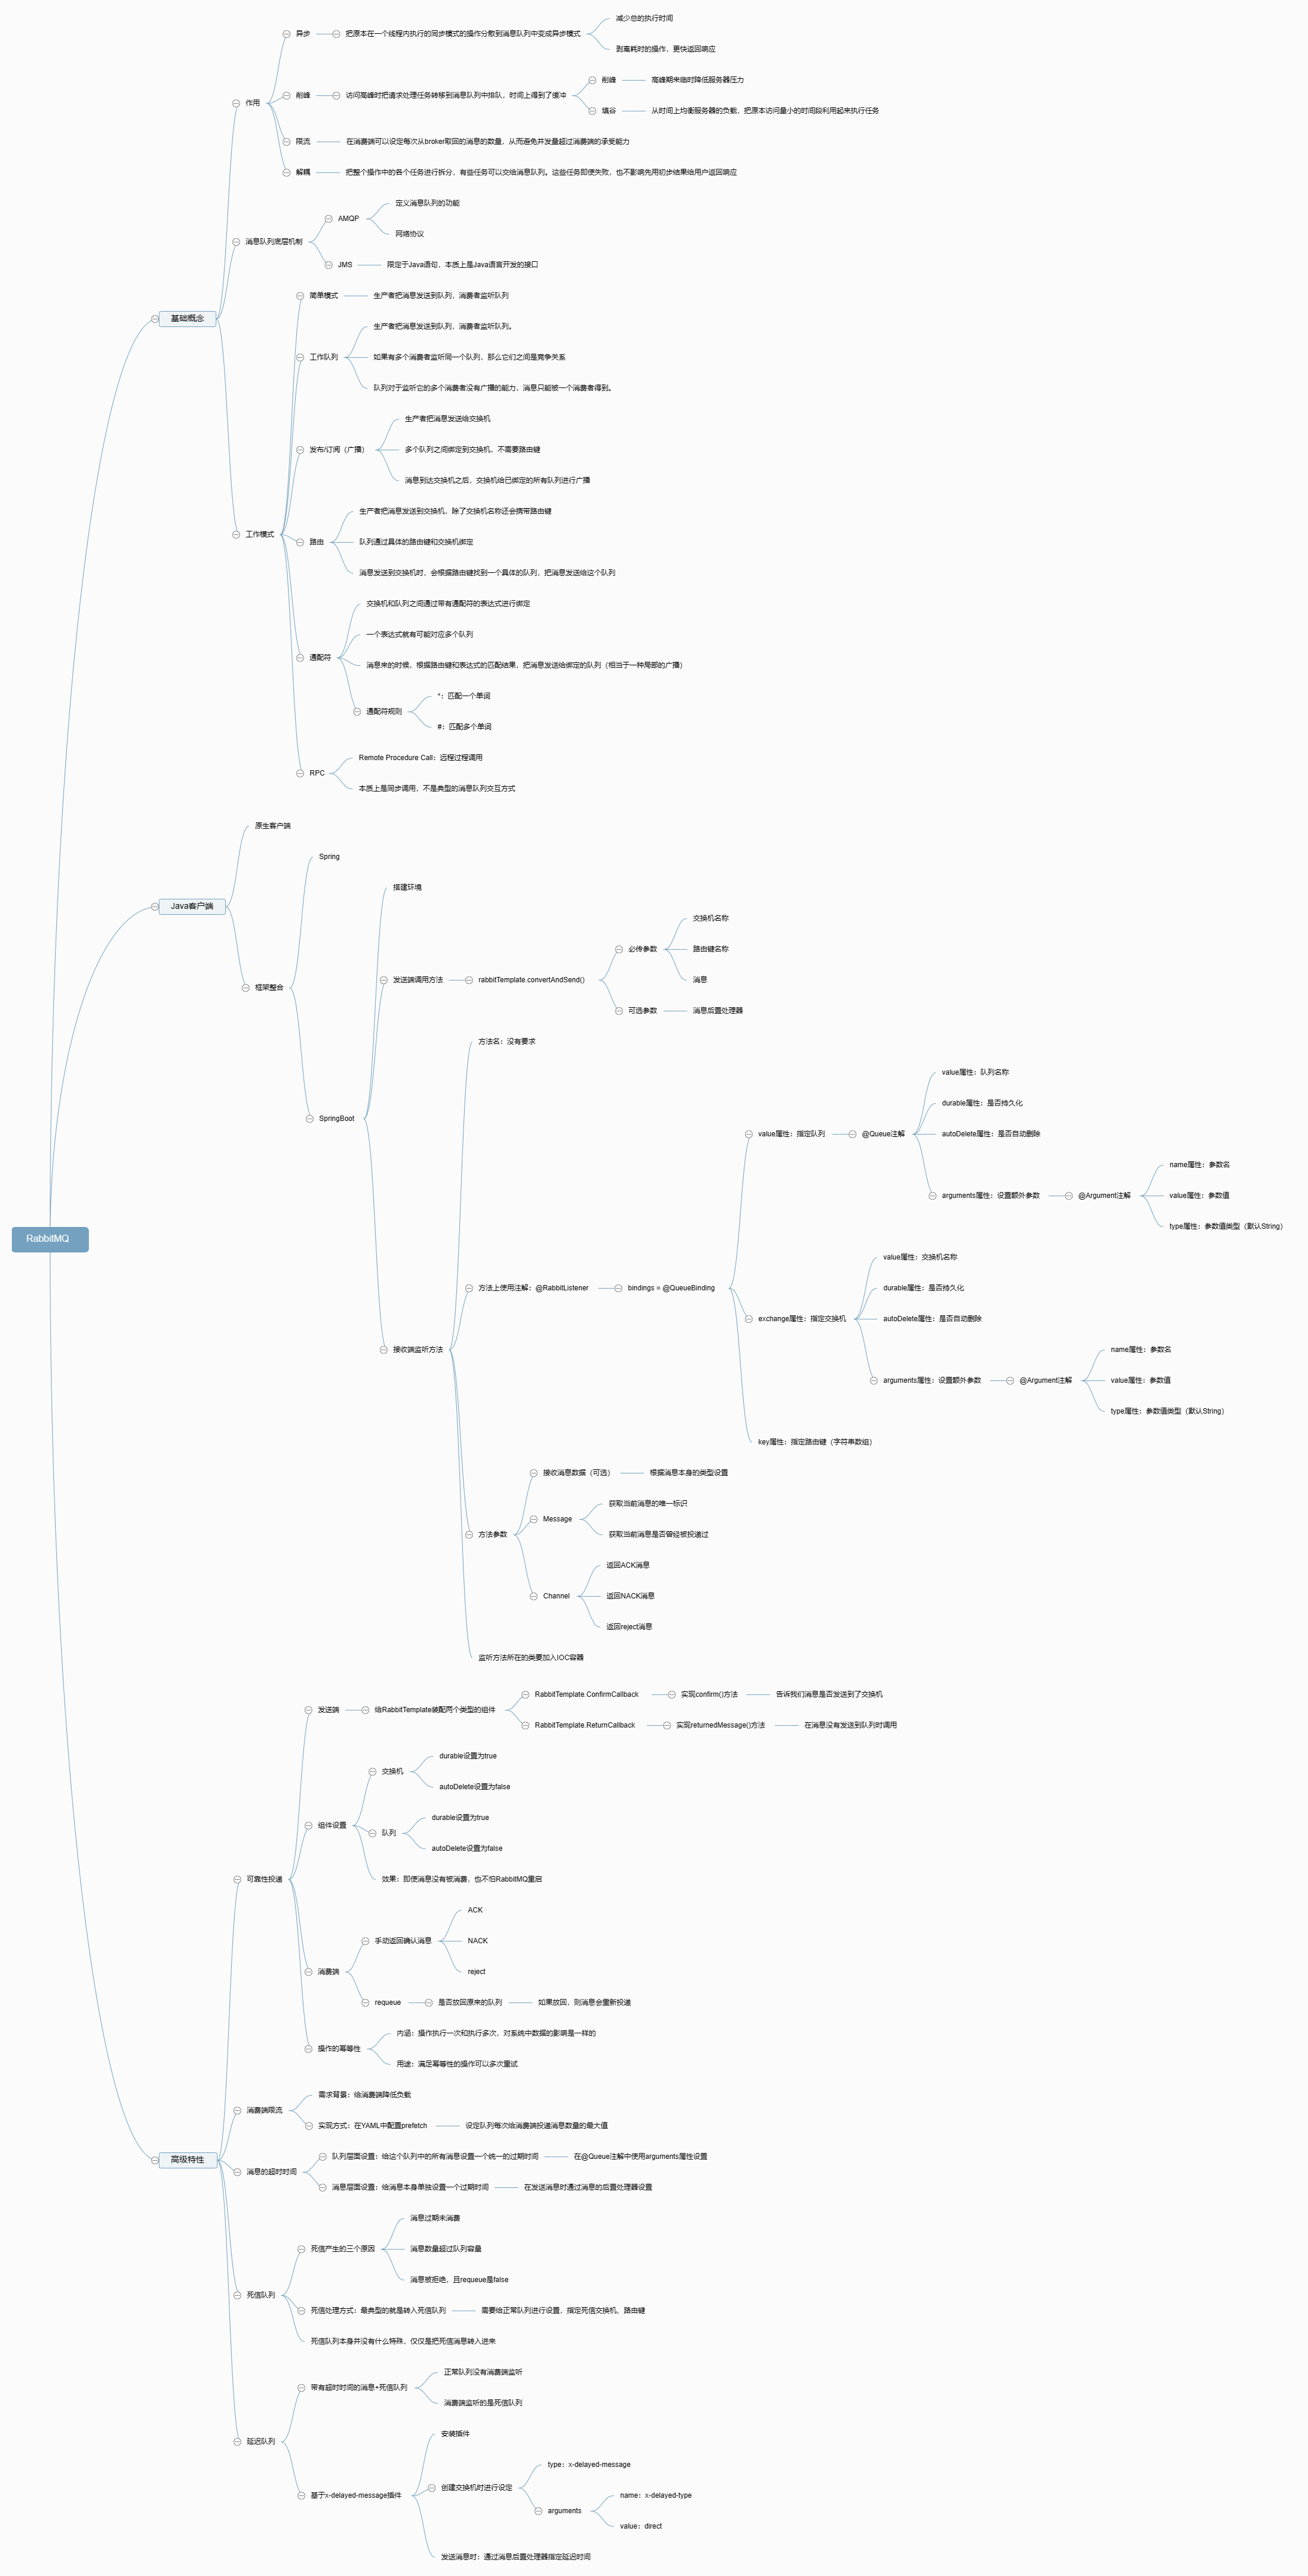 RabbitMQ
基础概念
作用
异步
把原本在一个线程内执行的同步模式的操作分散到消息队列中变成异步模式
减少总的执行时间
剥离耗时的操作，更快返回响应
削峰
访问高峰时把请求处理任务转移到消息队列中排队，时间上得到了缓冲
削峰
高峰期来临时降低服务器压力
填谷
从时间上均衡服务器的负载，把原本访问量小的时间段利用起来执行任务
限流
在消费端可以设定每次从broker取回的消息的数量，从而避免并发量超过消费端的承受能力
解耦
把整个操作中的各个任务进行拆分，有些任务可以交给消息队列。这些任务即使失败，也不影响先用初步结果给用户返回响应
消息队列底层机制
AMQP
定义消息队列的功能
网络协议
JMS
限定于Java语句，本质上是Java语言开发的接口
工作模式
简单模式
生产者把消息发送到队列，消费者监听队列
工作队列
生产者把消息发送到队列，消费者监听队列。
如果有多个消费者监听同一个队列，那么它们之间是竞争关系
队列对于监听它的多个消费者没有广播的能力，消息只能被一个消费者得到。
发布/订阅（广播）
生产者把消息发送给交换机
多个队列之间绑定到交换机，不需要路由键
消息到达交换机之后，交换机给已绑定的所有队列进行广播
路由
生产者把消息发送到交换机，除了交换机名称还会携带路由键
队列通过具体的路由键和交换机绑定
消息发送到交换机时，会根据路由键找到一个具体的队列，把消息发送给这个队列
通配符
交换机和队列之间通过带有通配符的表达式进行绑定
一个表达式就有可能对应多个队列
消息来的时候，根据路由键和表达式的匹配结果，把消息发送给绑定的队列（相当于一种局部的广播）
通配符规则
*：匹配一个单词
#：匹配多个单词
RPC
Remote Procedure Call：远程过程调用
本质上是同步调用，不是典型的消息队列交互方式
Java客户端
原生客户端
框架整合
Spring
SpringBoot
搭建环境
发送端调用方法
rabbitTemplate.convertAndSend()
必传参数
交换机名称
路由键名称
消息
可选参数
消息后置处理器
接收端监听方法
方法名：没有要求
方法上使用注解：@RabbitListener
bindings = @QueueBinding
value属性：指定队列
@Queue注解
value属性：队列名称
durable属性：是否持久化
autoDelete属性：是否自动删除
arguments属性：设置额外参数
@Argument注解
name属性：参数名
value属性：参数值
type属性：参数值类型（默认String）
exchange属性：指定交换机
value属性：交换机名称
durable属性：是否持久化
autoDelete属性：是否自动删除
arguments属性：设置额外参数
@Argument注解
name属性：参数名
value属性：参数值
type属性：参数值类型（默认String）
key属性：指定路由键（字符串数组）
方法参数
接收消息数据（可选）
根据消息本身的类型设置
Message
获取当前消息的唯一标识
获取当前消息是否曾经被投递过
Channel
返回ACK消息
返回NACK消息
返回reject消息
监听方法所在的类要加入IOC容器
高级特性
可靠性投递
发送端
给RabbitTemplate装配两个类型的组件
RabbitTemplate.ConfirmCallback
实现confirm()方法
告诉我们消息是否发送到了交换机
RabbitTemplate.ReturnCallback
实现returnedMessage()方法
在消息没有发送到队列时调用
组件设置
交换机
durable设置为true
autoDelete设置为false
队列
durable设置为true
autoDelete设置为false
效果：即使消息没有被消费，也不怕RabbitMQ重启
消费端
手动返回确认消息
ACK
NACK
reject
requeue
是否放回原来的队列
如果放回，则消息会重新投递
操作的幂等性
内涵：操作执行一次和执行多次，对系统中数据的影响是一样的
用途：满足幂等性的操作可以多次重试
消费端限流
需求背景：给消费端降低负载
实现方式：在YAML中配置prefetch
设定队列每次给消费端投递消息数量的最大值
消息的超时时间
队列层面设置：给这个队列中的所有消息设置一个统一的过期时间
在@Queue注解中使用arguments属性设置
消息层面设置：给消息本身单独设置一个过期时间
在发送消息时通过消息的后置处理器设置
死信队列
死信产生的三个原因
消息过期未消费
消息数量超过队列容量
消息被拒绝，且requeue是false
死信处理方式：最典型的就是转入死信队列
需要给正常队列进行设置，指定死信交换机、路由键
死信队列本身并没有什么特殊，仅仅是把死信消息转入进来
延迟队列
带有超时时间的消息+死信队列
正常队列没有消费端监听
消费端监听的是死信队列
基于x-delayed-message插件
安装插件
创建交换机时进行设定
type：x-delayed-message
arguments
name：x-delayed-type
value：direct
发送消息时：通过消息后置处理器指定延迟时间